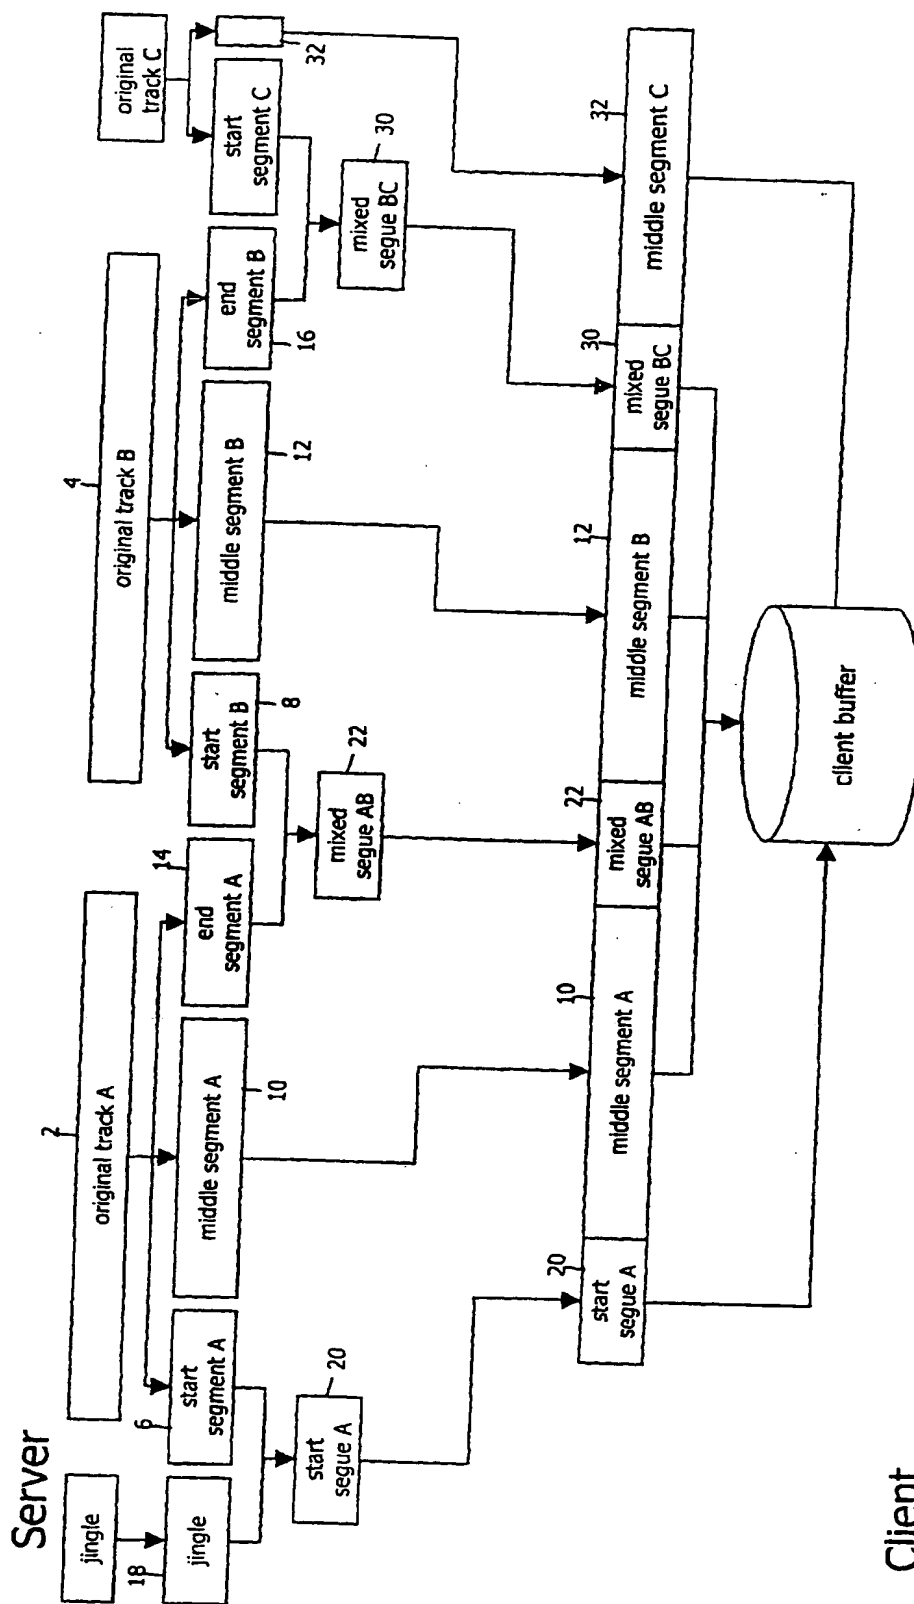 Server
jingle
18
jingle
2
original track A
4
original track B
original
track C
6
start
segment A
middle segment A
10
14
end
segment A
start
segment B
8
middle segment B
12
end
segment B
16
start
segment C
32
20
start
segue A
22
mixed
segue AB
30
mixed
segue BC
20
start
segue A
10
middle segment A
22
mixed
segue AB
12
middle segment B
30
mixed
segue BC
32
middle segment C
client buffer
Client